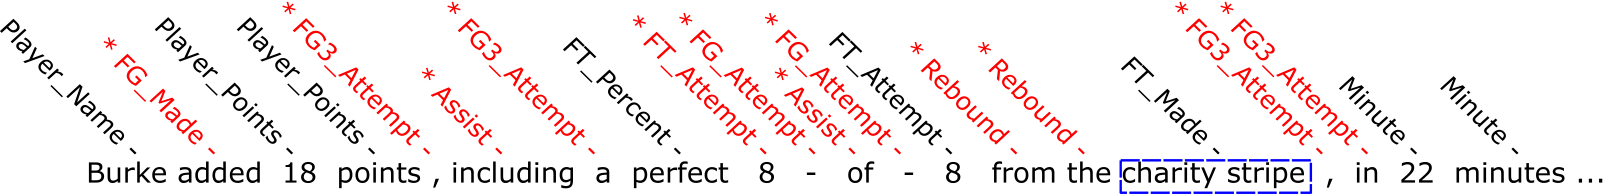 Player_Name -
* FG_Made -
Player_Points -
Player_Points -
* FG3_Attempt -
* Assist -
* FG3_Attempt -
FT_Percent -
* FT_Attempt -
* FG_Attempt -
* Assist -
* FG_Attempt -
FT_Attempt -
* Rebound -
* Rebound -
FT_Made -
* FG3_Attempt -
* FG3_Attempt -
Minute -
Minute -
Burke added 18 points , including a perfect 8 - of - 8 from the charity stripe , in 22 minutes ...